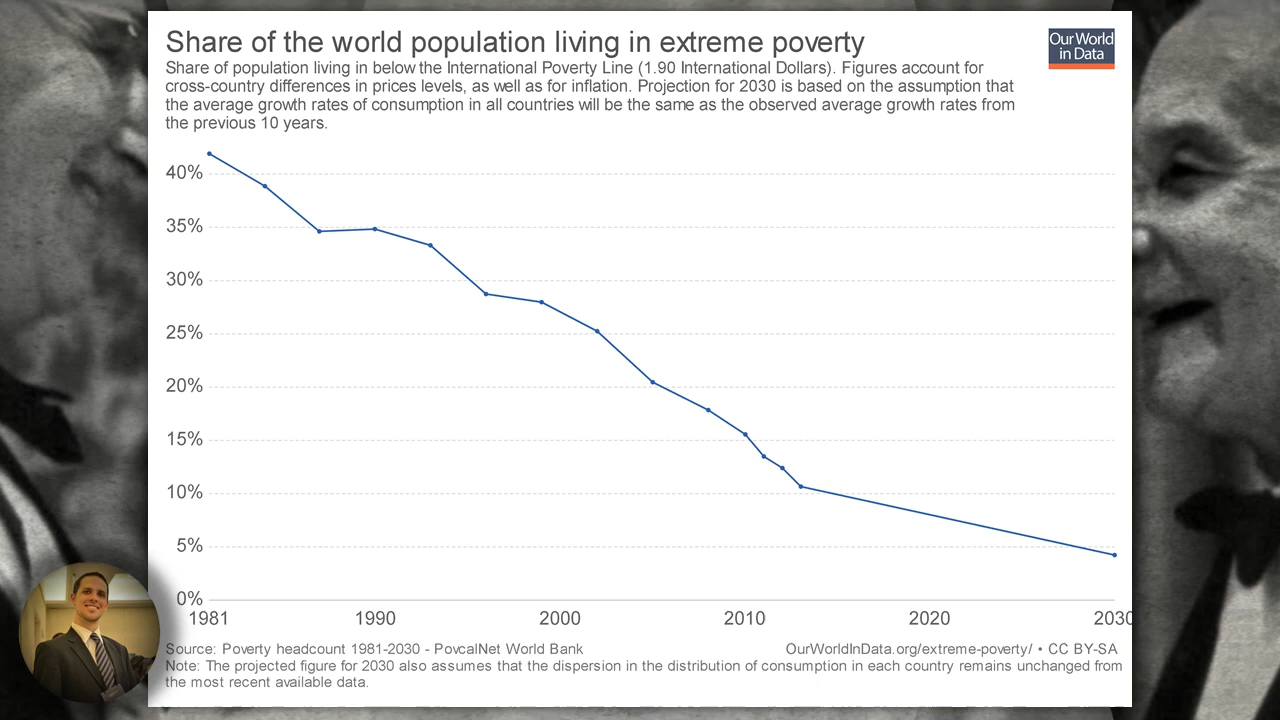 Share of the world population living in extreme poverty
Our World
in Data
Share of population living in below the International Poverty Line (1.90 International Dollars). Figures account for
cross-country differences in prices levels, as well as for inflation. Projection for 2030 is based on the assumption that
the average growth rates of consumption in all countries will be the same as the observed average growth rates from
the previous 10 years.
40%
35%
30%
25%
20%
15%
10%
5%
0%
1981 1990 2000 2010 2020 2030
Source: Poverty headcount 1981-2030 - PovcalNet World Bank
OurWorldInData.org/extreme-poverty/ • CC BY-SA
Note: The projected figure for 2030 also assumes that the dispersion in the distribution of consumption in each country remains unchanged from
the most recent available data.